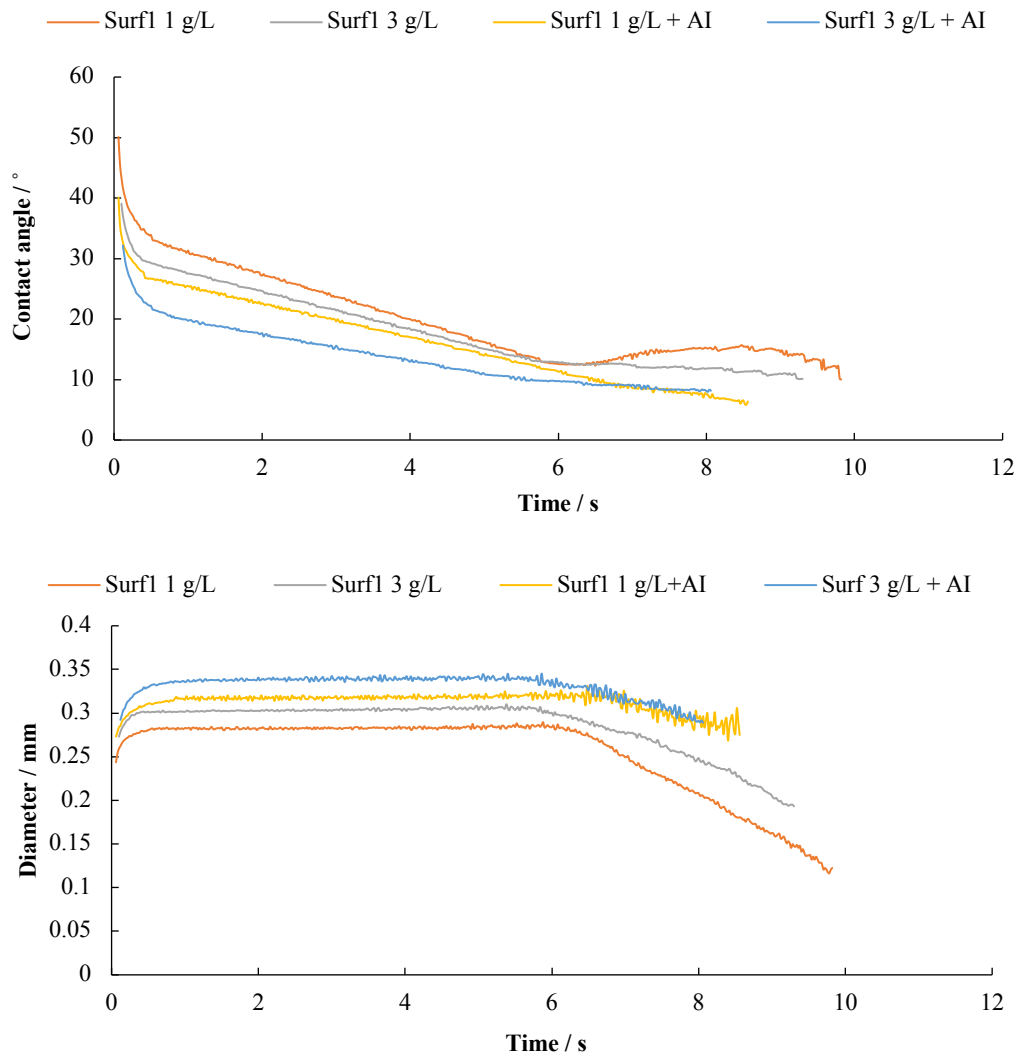 Surf1 1 g/L Surf1 3 g/L Surf1 1 g/L + AI Surf1 3 g/L + AI
60
50
40
30
20
10
0
Contact angle / °
0 2 4 6 8 10 12
Time / s
Surf1 1 g/L Surf1 3 g/L Surf1 1 g/L+AI Surf 3 g/L + AI
0.4
0.35
0.3
0.25
0.2
0.15
0.1
0.05
0
Diameter / mm
0 2 4 6 8 10 12
Time / s